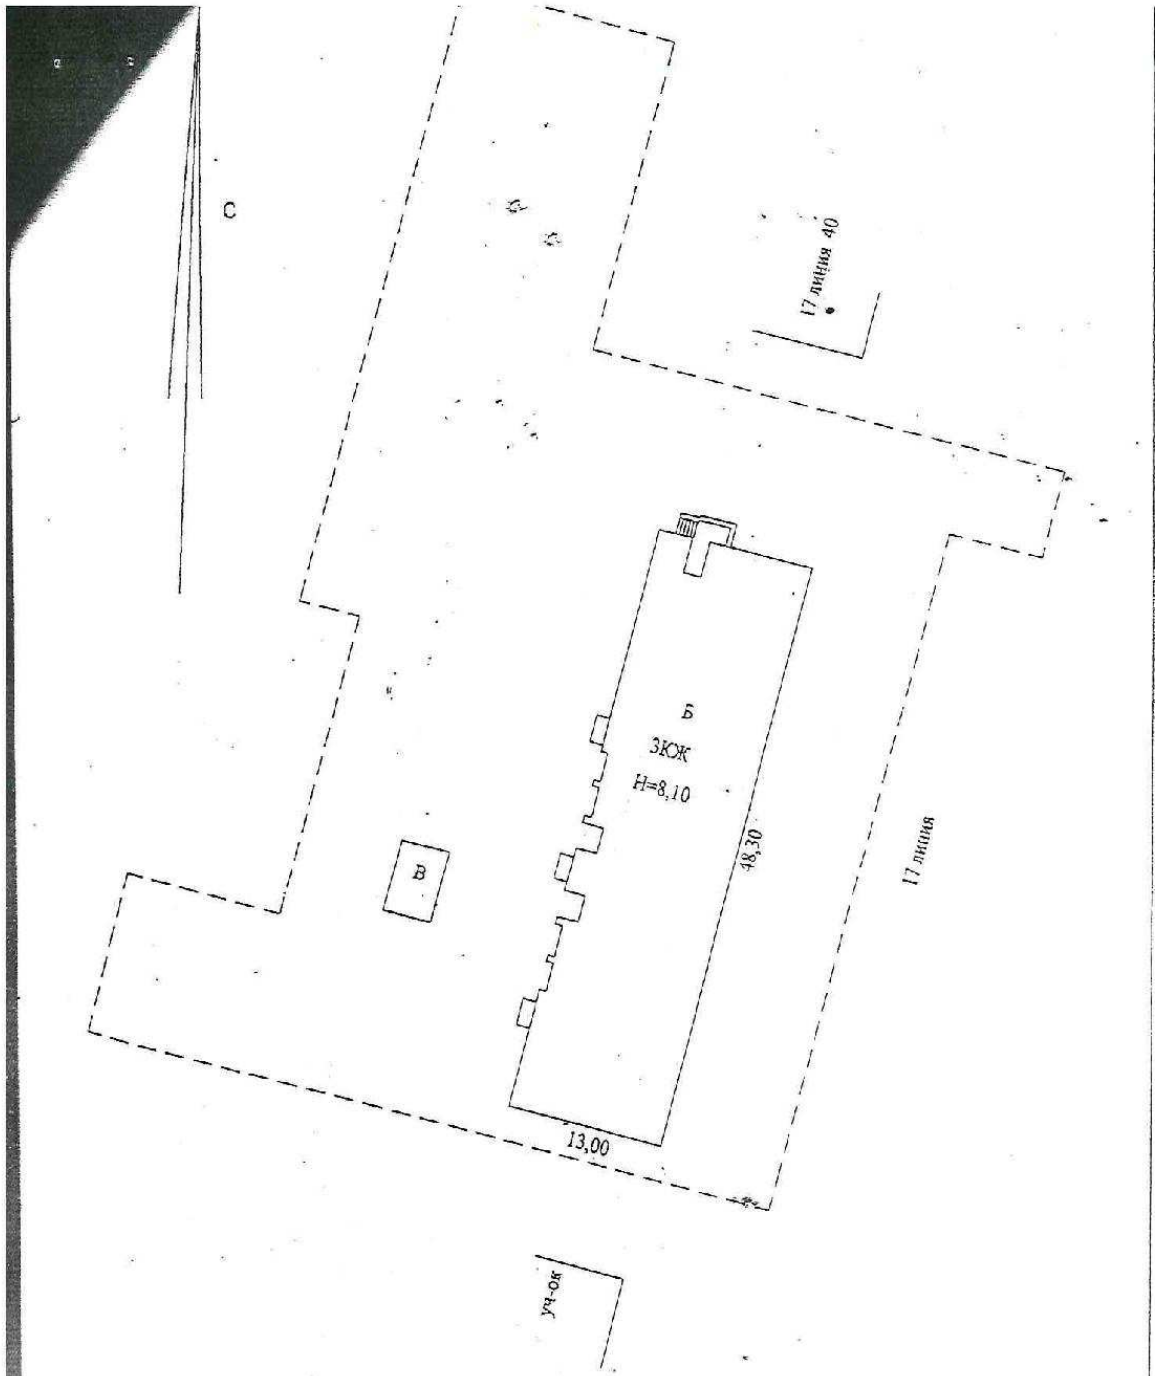 С
17 линия 40
Б
3КЖ
Н=8,10
48,30
17 линия
В
13,00
уч-ок